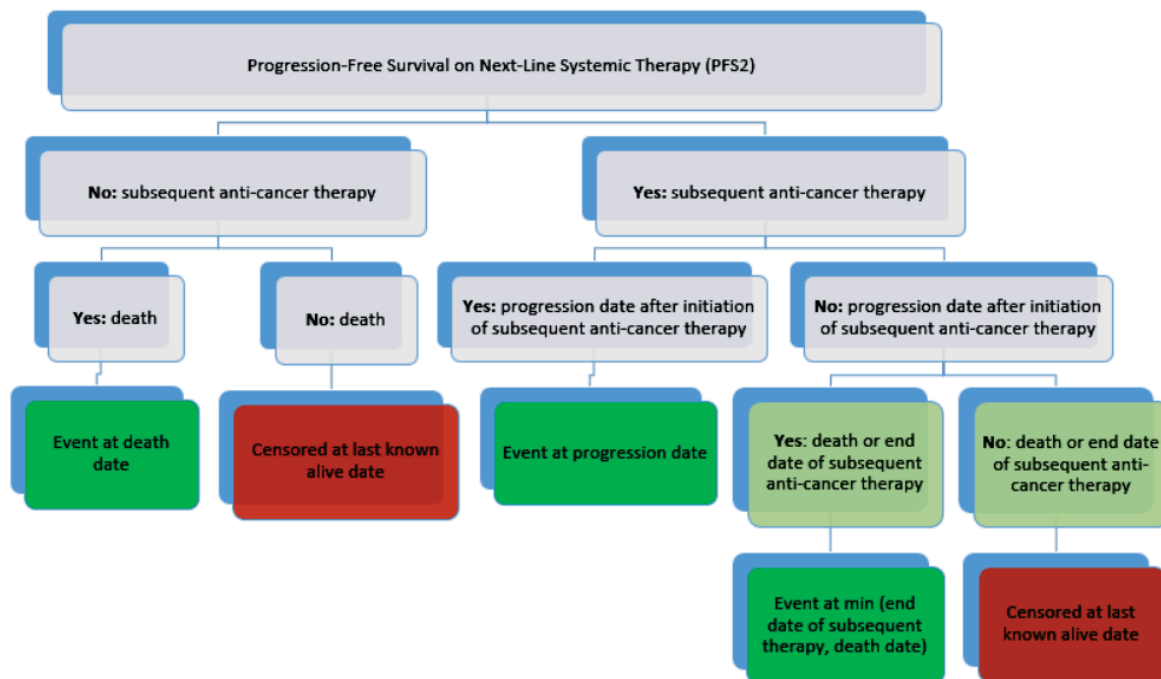 Progression-Free Survival on Next-Line Systemic Therapy (PFS2)
No: subsequent anti-cancer therapy
Yes: subsequent anti-cancer therapy
Yes: death
No: death
Yes: progression date after initiation
of subsequent anti-cancer therapy
No: progression date after initiation
of subsequent anti-cancer therapy
Event at death
date
Censored at last known
alive date
Event at progression date
Yes: death or end
date of subsequent
anti-cancer therapy
No: death or end date
of subsequent anti-
cancer therapy
Event at min (end
date of subsequent
therapy, death date)
Censored at last
known alive date